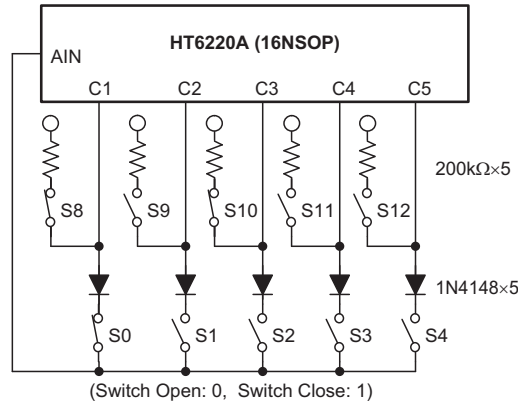 HT6220A (16NSOP)
AIN
C1 C2 C3 C4 C5
200kΩ×5
S8 S9 S10 S11 S12
1N4148×5
S0 S1 S2 S3 S4
(Switch Open: 0, Switch Close: 1)